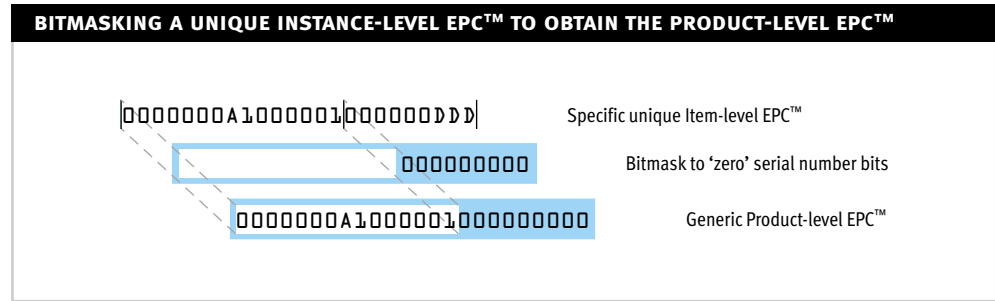 BITMASKING A UNIQUE INSTANCE-LEVEL EPC™ TO OBTAIN THE PRODUCT-LEVEL EPC™
0000000A1000001000000DDD Specific unique Item-level EPC™
000000000 Bitmask to ‘zero’ serial number bits
0000000A1000001000000000 Generic Product-level EPC™